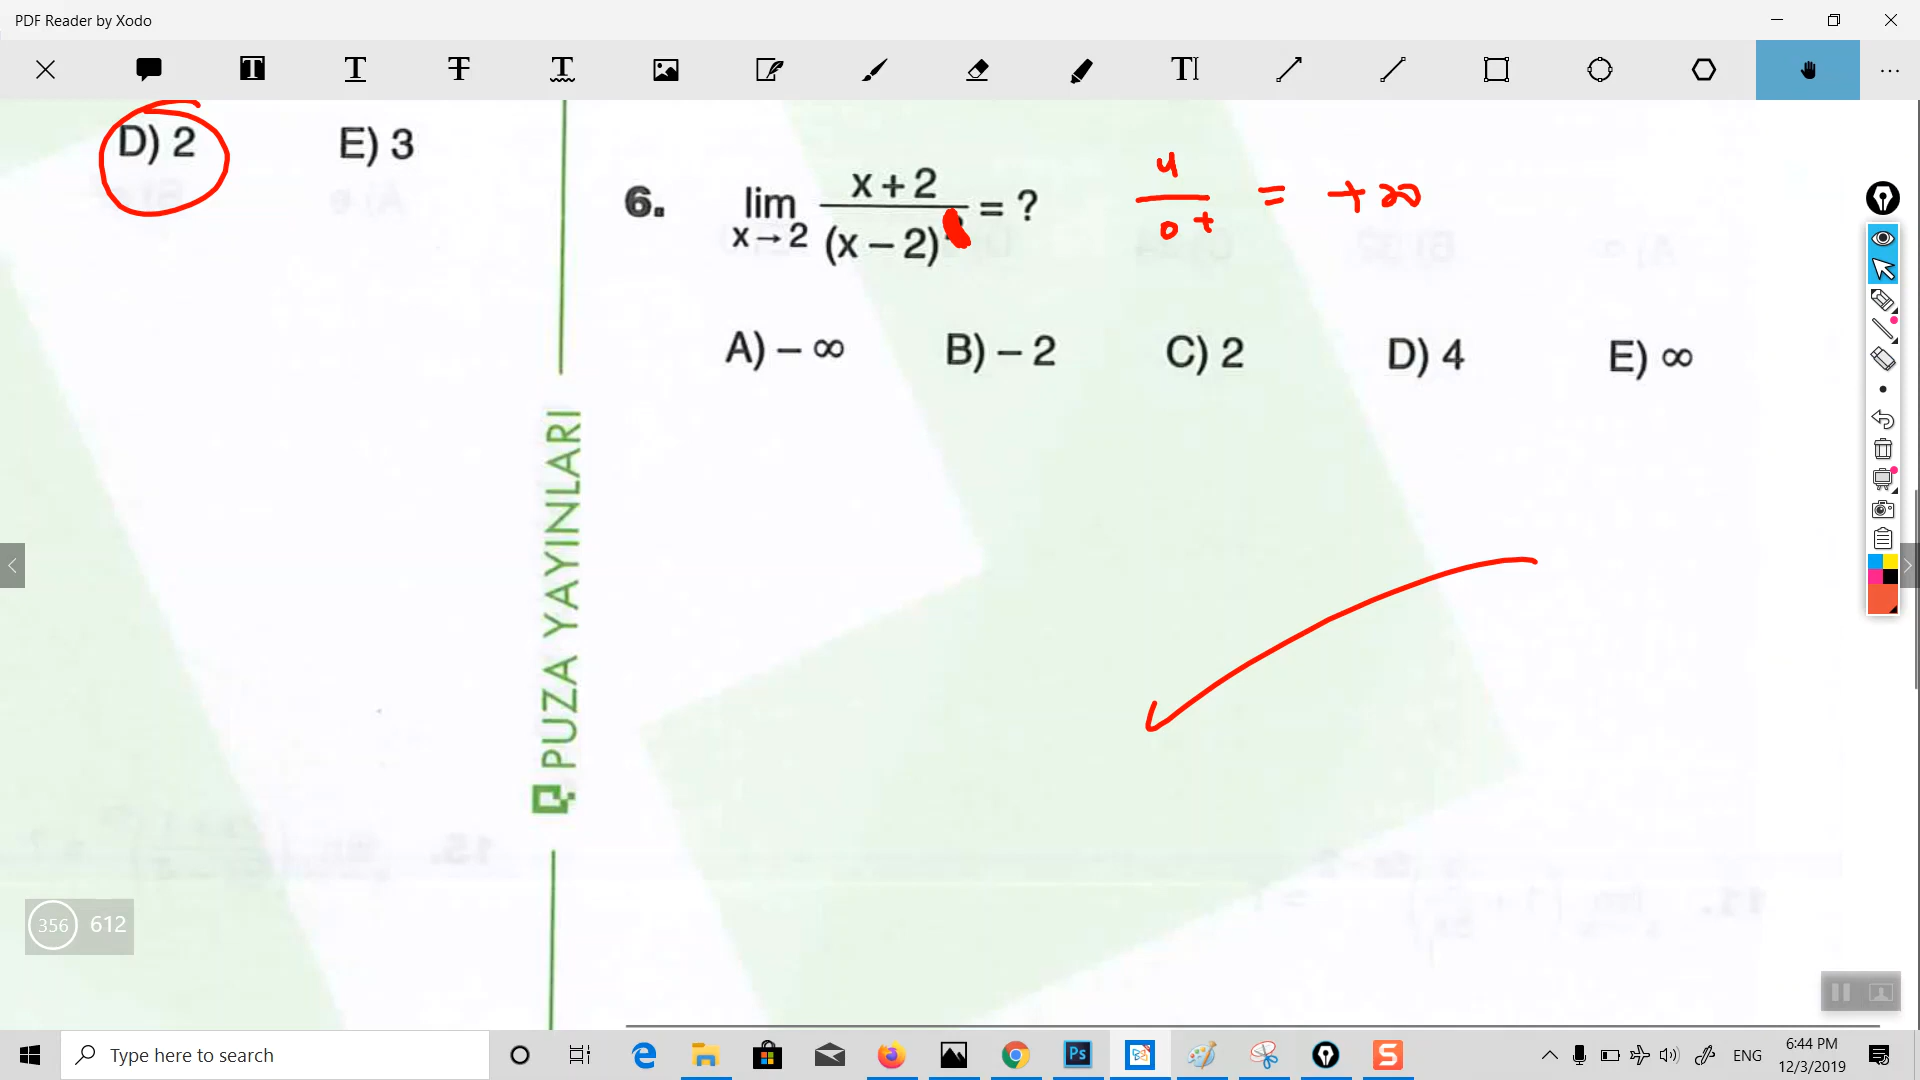 PDF Reader by Xodo
D) 2
E) 3
6. lim x→2 x + 2 / (x – 2) = ?
4 / 0⁺ = + ∞
A) – ∞
B) – 2
C) 2
D) 4
E) ∞
PUZA YAYINLARI
356 612
Type here to search
Ps
S
ENG
6:44 PM
12/3/2019